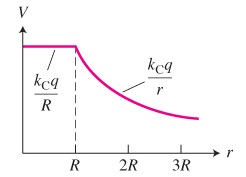 V
k_C q
R
k_C q
r
R 2R 3R r